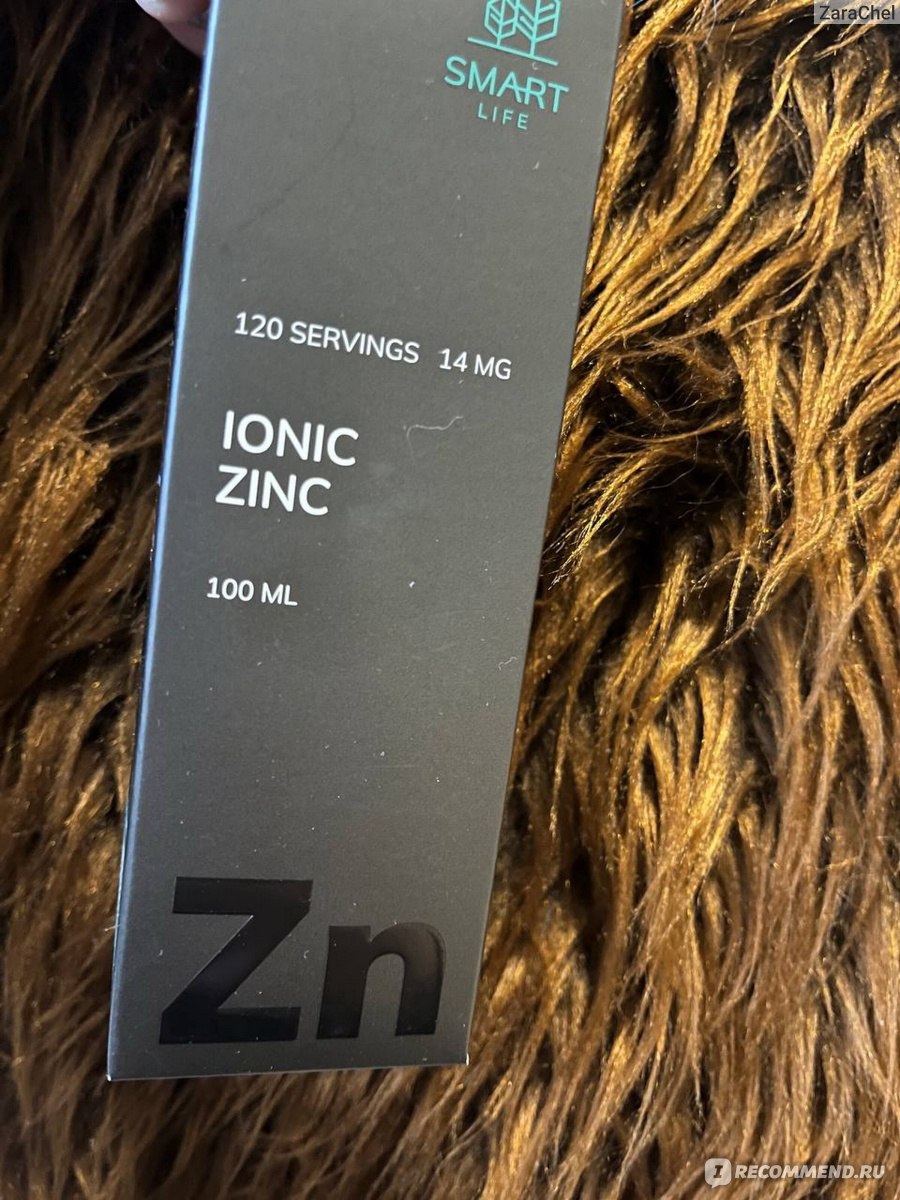 ZaraChel
SMART
LIFE
120 SERVINGS 14 MG
IONIC
ZINC
100 ML
Zn
I RECOMMEND.RU